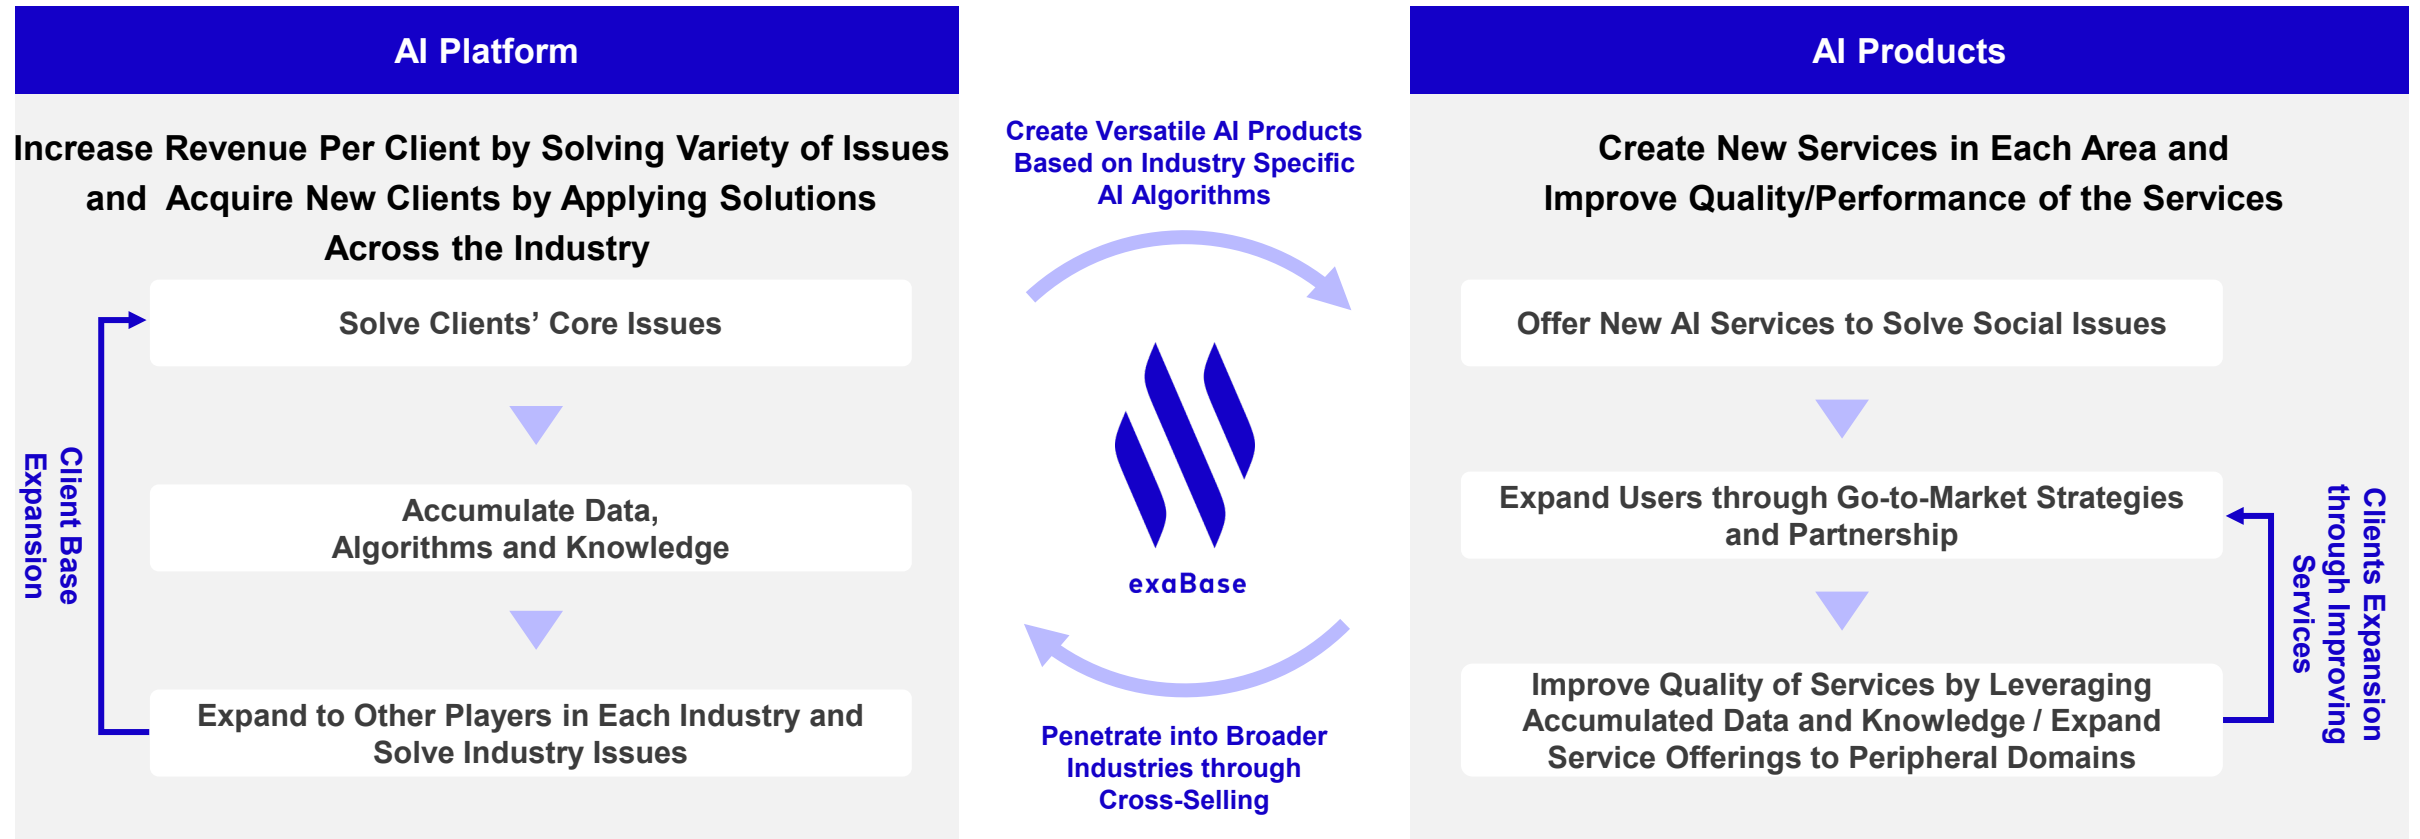 AI Platform
Increase Revenue Per Client by Solving Variety of Issues
and Acquire New Clients by Applying Solutions
Across the Industry
Solve Clients’ Core Issues
Accumulate Data,
Algorithms and Knowledge
Expand to Other Players in Each Industry and
Solve Industry Issues
Client Base
Expansion
Create Versatile AI Products
Based on Industry Specific
AI Algorithms
exaBase
Penetrate into Broader
Industries through
Cross-Selling
AI Products
Create New Services in Each Area and
Improve Quality/Performance of the Services
Offer New AI Services to Solve Social Issues
Expand Users through Go-to-Market Strategies
and Partnership
Improve Quality of Services by Leveraging
Accumulated Data and Knowledge / Expand
Service Offerings to Peripheral Domains
Clients Expansion
through Improving
Services